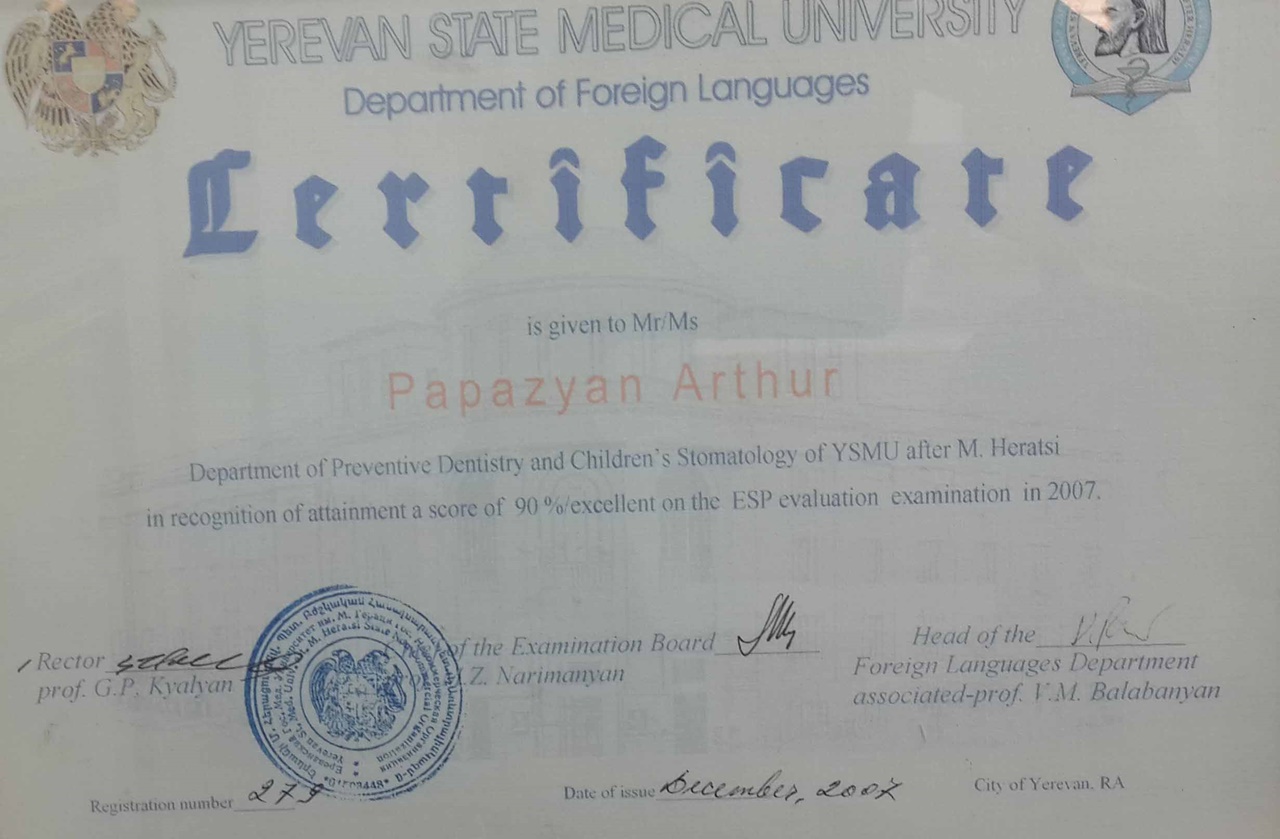 YEREVAN STATE MEDICAL UNIVERSITY
Department of Foreign Languages
Certificate
is given to Mr/Ms
Papazyan Arthur
Department of Preventive Dentistry and Children's Stomatology of YSMU after M. Heratsi
in recognition of attainment a score of 90 %/excellent on the ESP evaluation examination in 2007.
Rector
prof. G.P. Kyalyan
of the Examination Board
.Z. Narimanyan
Head of the
Foreign Languages Department
associated-prof. V.M. Balabanyan
Registration number 279
Date of issue December, 2007
City of Yerevan, RA